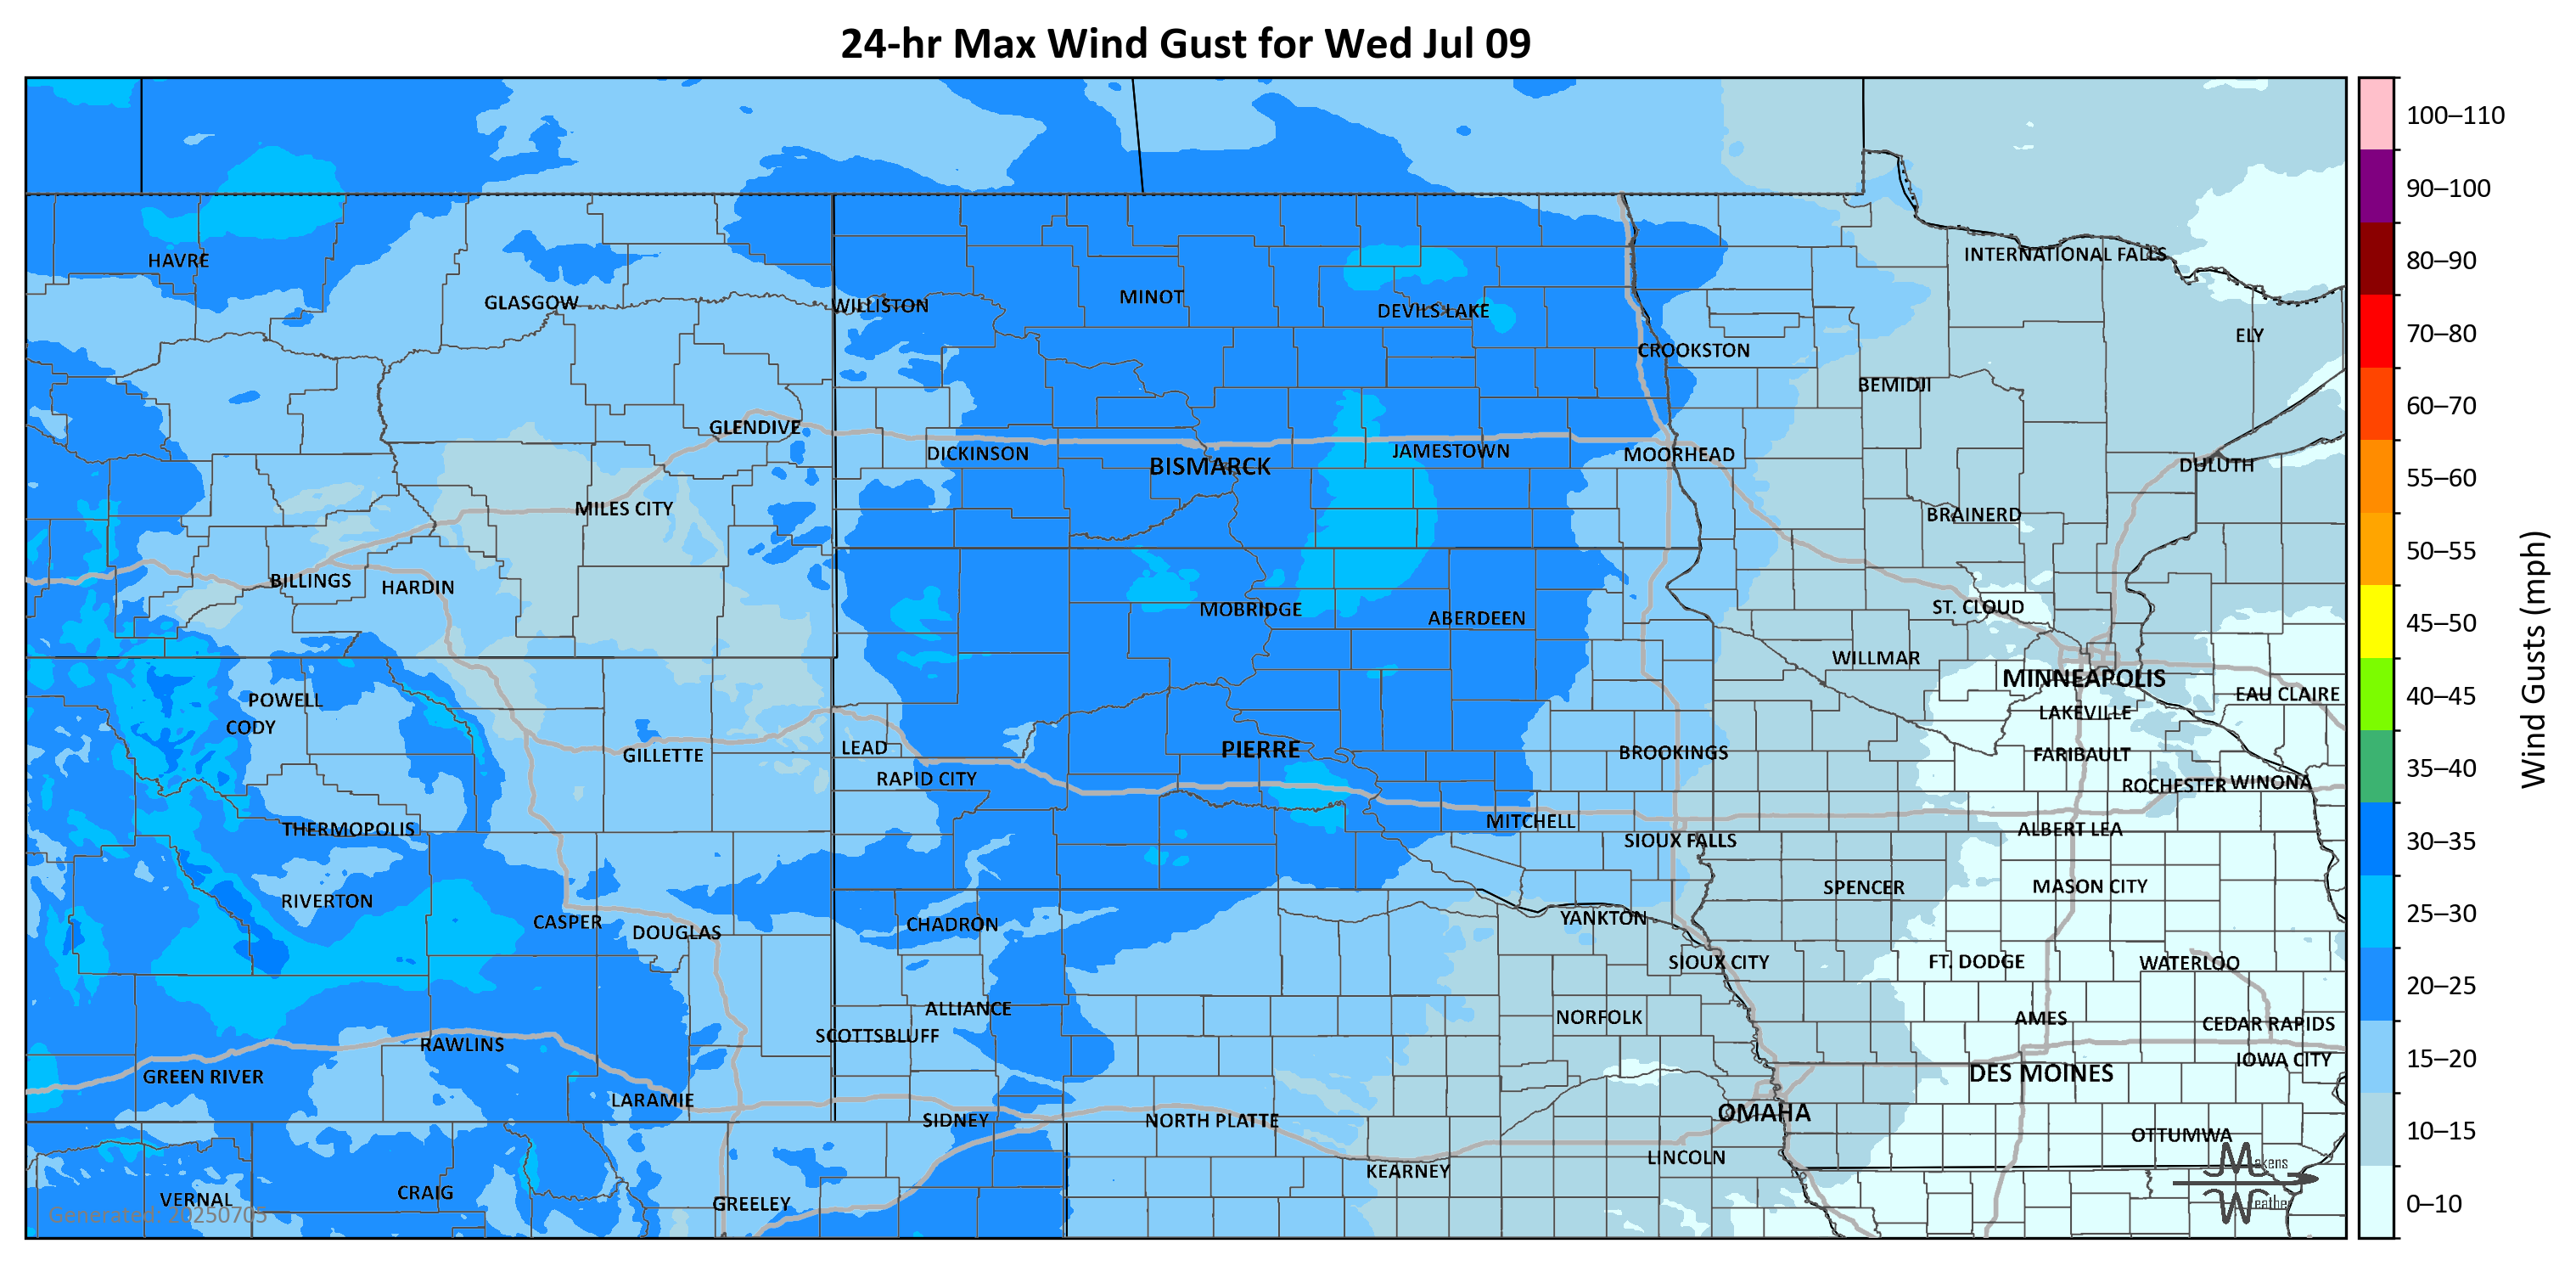 24-hr Max Wind Gust for Wed Jul 09
100–110
90–100
INTERNATIONAL FALLS
HAVRE
80–90
MINOT
GLASGOW
WILLISTON
DEVILS LAKE
70–80
ELY
CROOKSTON
BEMIDJI
60–70
GLENDIVE
DICKINSON
JAMESTOWN
MOORHEAD
BISMARCK
DULUTH
55–60
MILES CITY
BRAINERD
50–55
BILLINGS
HARDIN
MOBRIDGE
ST. CLOUD
ABERDEEN
45–50
WILLMAR
MINNEAPOLIS
Wind Gusts (mph)
EAU CLAIRE
40–45
POWELL
LAKEVILLE
CODY
LEAD
PIERRE
BROOKINGS
GILLETTE
FARIBAULT
35–40
RAPID CITY
ROCHESTER
WINONA
MITCHELL
THERMOPOLIS
ALBERT LEA
SIOUX FALLS
30–35
SPENCER
MASON CITY
RIVERTON
25–30
CASPER
CHADRON
YANKTON
DOUGLAS
SIOUX CITY
FT. DODGE
WATERLOO
20–25
ALLIANCE
NORFOLK
AMES
CEDAR RAPIDS
SCOTTSBLUFF
RAWLINS
IOWA CITY
15–20
GREEN RIVER
DES MOINES
LARAMIE
OMAHA
SIDNEY
NORTH PLATTE
OTTUMWA
10–15
LINCOLN
Makens
KEARNEY
CRAIG
VERNAL
GREELEY
Weather
0–10
Generated: 20250705